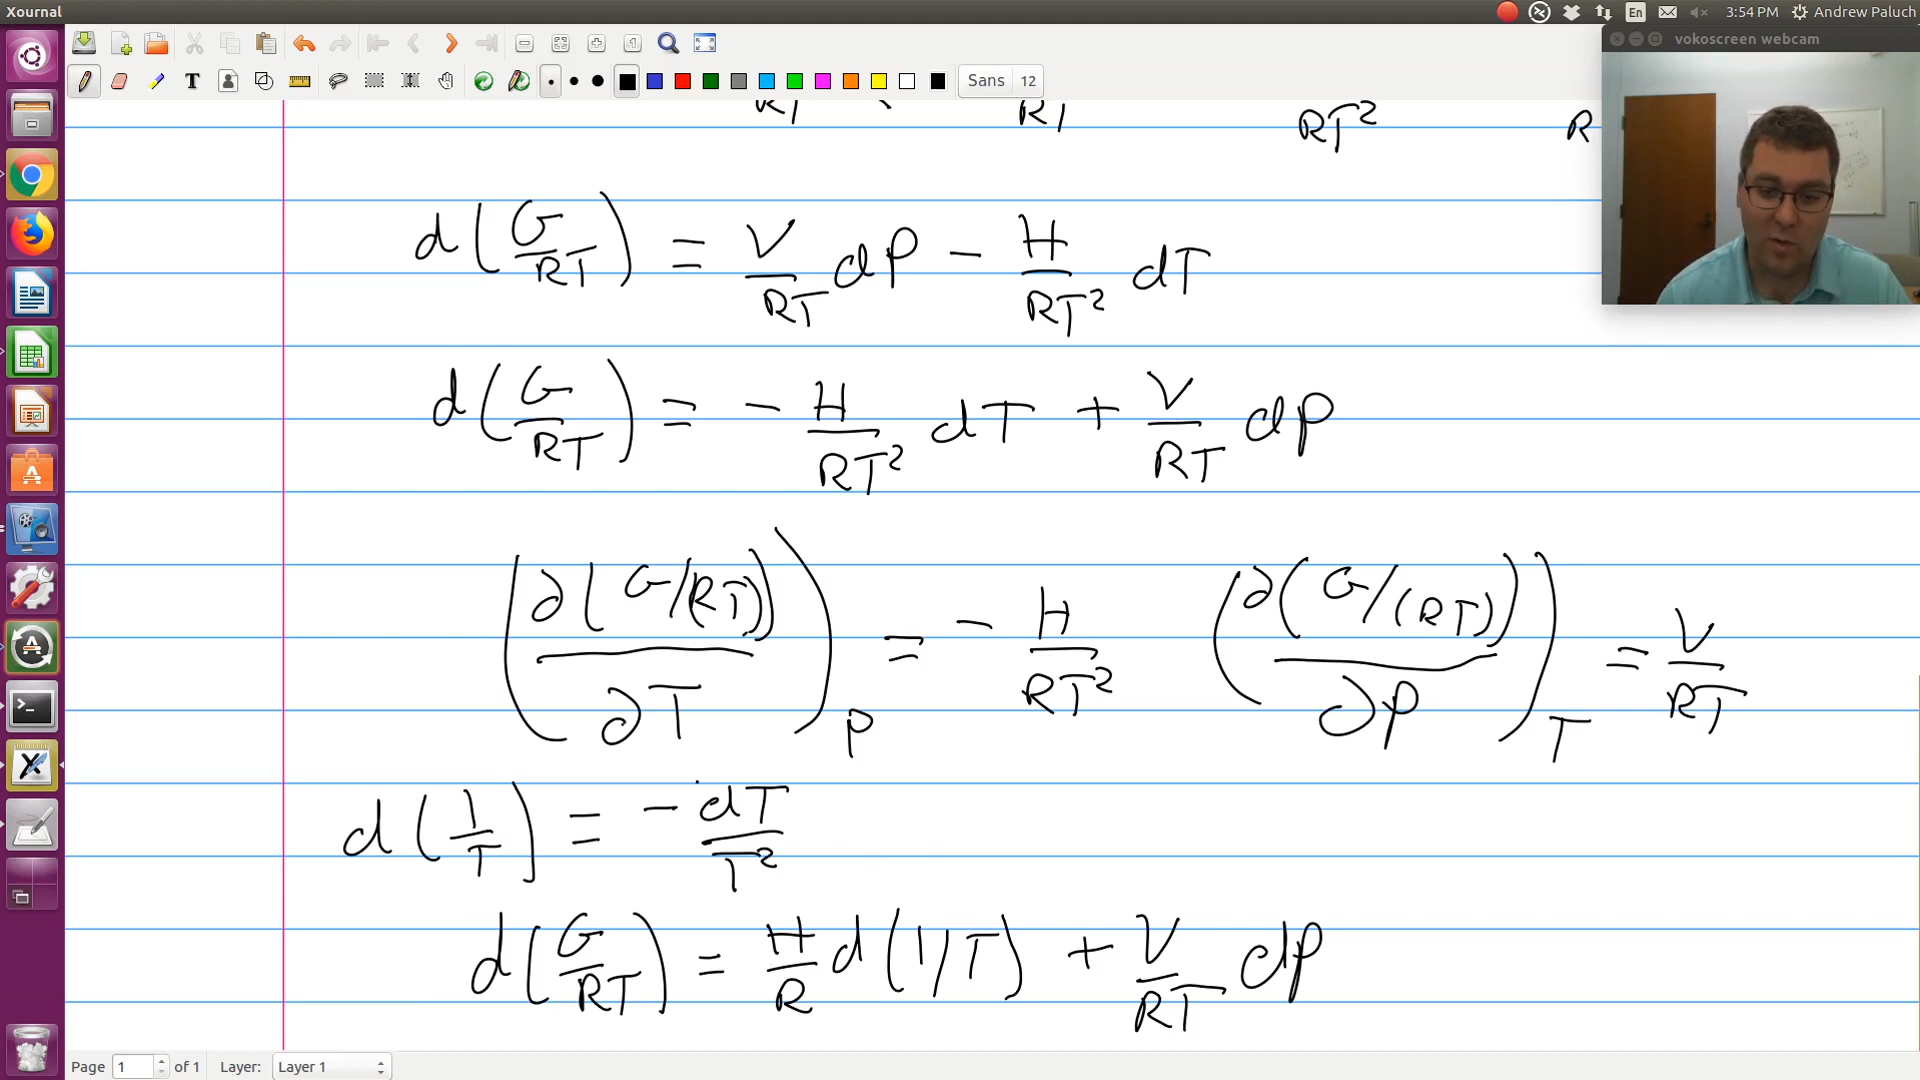 Xournal
En 3:54 PM Andrew Paluch
vokoscreen webcam
Sans 12
RT RT RT² R
d(G/RT) = V/RT dP - H/RT² dT
d(G/RT) = - H/RT² dT + V/RT dP
(∂(G/(RT))/∂T)_P = - H/RT² (∂(G/(RT))/∂P)_T = V/RT
d(1/T) = - dT/T²
d(G/RT) = H/R d(1/T) + V/RT dP
Page 1 of 1 Layer: Layer 1